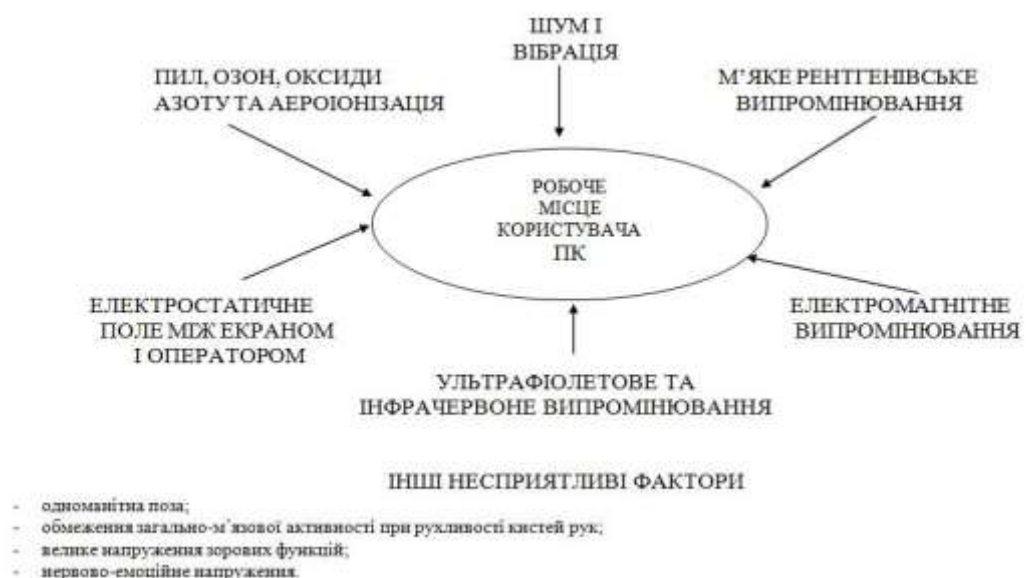 ШУМ І
ВІБРАЦІЯ
ПИЛ, ОЗОН, ОКСИДИ
АЗОТУ ТА АЕРОІОНІЗАЦІЯ
М’ЯКЕ РЕНТГЕНІВСЬКЕ
ВИПРОМІНЮВАННЯ
РОБОЧЕ
МІСЦЕ
КОРИСТУВАЧА
ПК
ЕЛЕКТРОСТАТИЧНЕ
ПОЛЕ МІЖ ЕКРАНОМ
І ОПЕРАТОРОМ
ЕЛЕКТРОМАГНІТНЕ
ВИПРОМІНЮВАННЯ
УЛЬТРАФІОЛЕТОВЕ ТА
ІНФРАЧЕРВОНЕ ВИПРОМІНЮВАННЯ
ІНШІ НЕСПРИЯТЛИВІ ФАКТОРИ
- одноманітна поза;
- обмеження загально-м`язової активності при рухливості кистей рук;
- велике напруження зорових функцій;
- нервово-емоційне напруження.